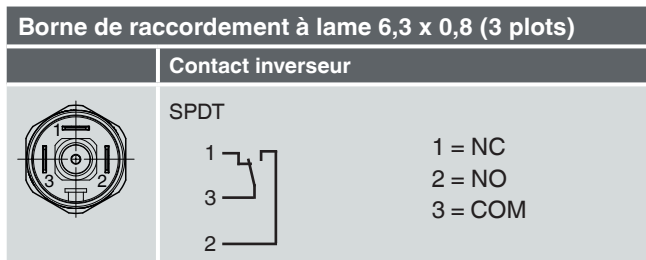 Borne de raccordement à lame 6,3 x 0,8 (3 plots)
Contact inverseur
1
3
2
SPDT
1
3
2
1 = NC
2 = NO
3 = COM